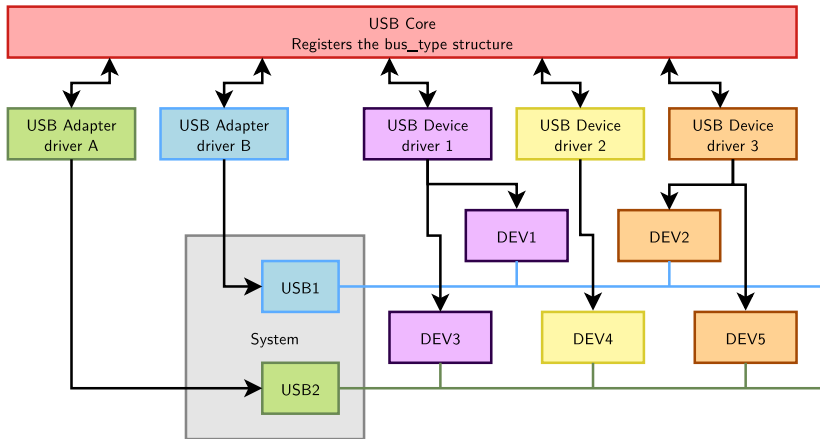 USB Core
Registers the bus_type structure
USB Adapter
driver A
USB Adapter
driver B
USB Device
driver 1
USB Device
driver 2
USB Device
driver 3
DEV1
DEV2
USB1
System
DEV3
DEV4
DEV5
USB2